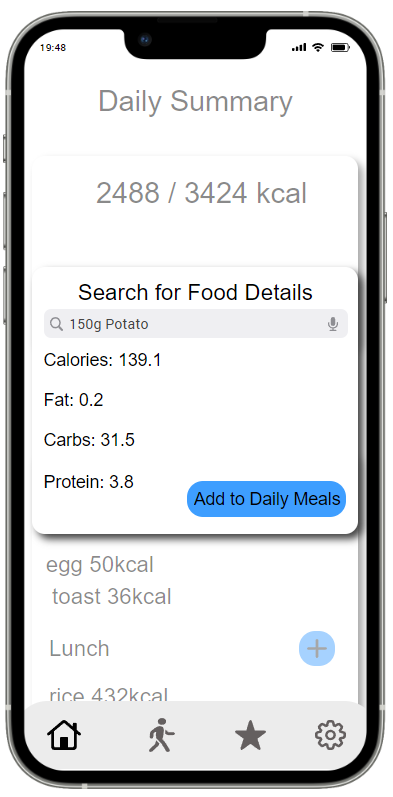 19:48
Daily Summary
2488 / 3424 kcal
Search for Food Details
150g Potato
Calories: 139.1
Fat: 0.2
Carbs: 31.5
Protein: 3.8
Add to Daily Meals
egg 50kcal
toast 36kcal
Lunch
rice 432kcal